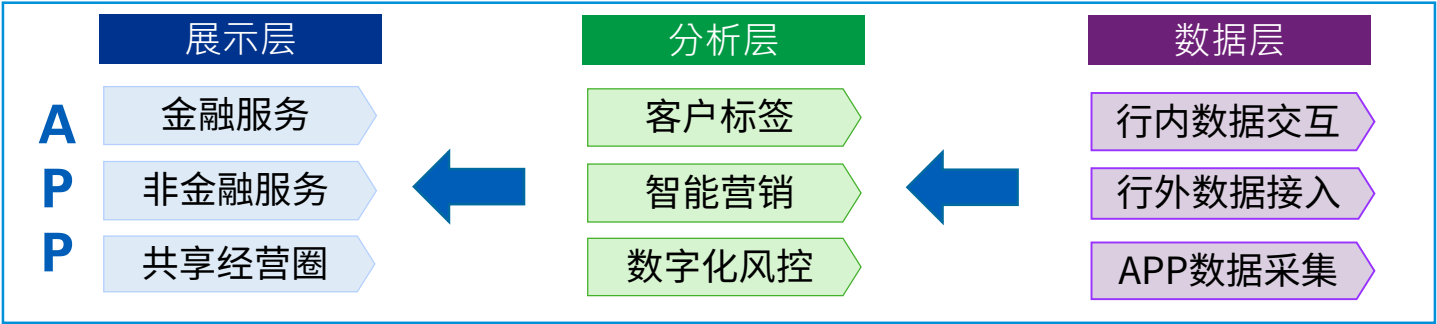 展示层
分析层
数据层
APP
金融服务
非金融服务
共享经营圈
客户标签
智能营销
数字化风控
行内数据交互
行外数据接入
APP数据采集